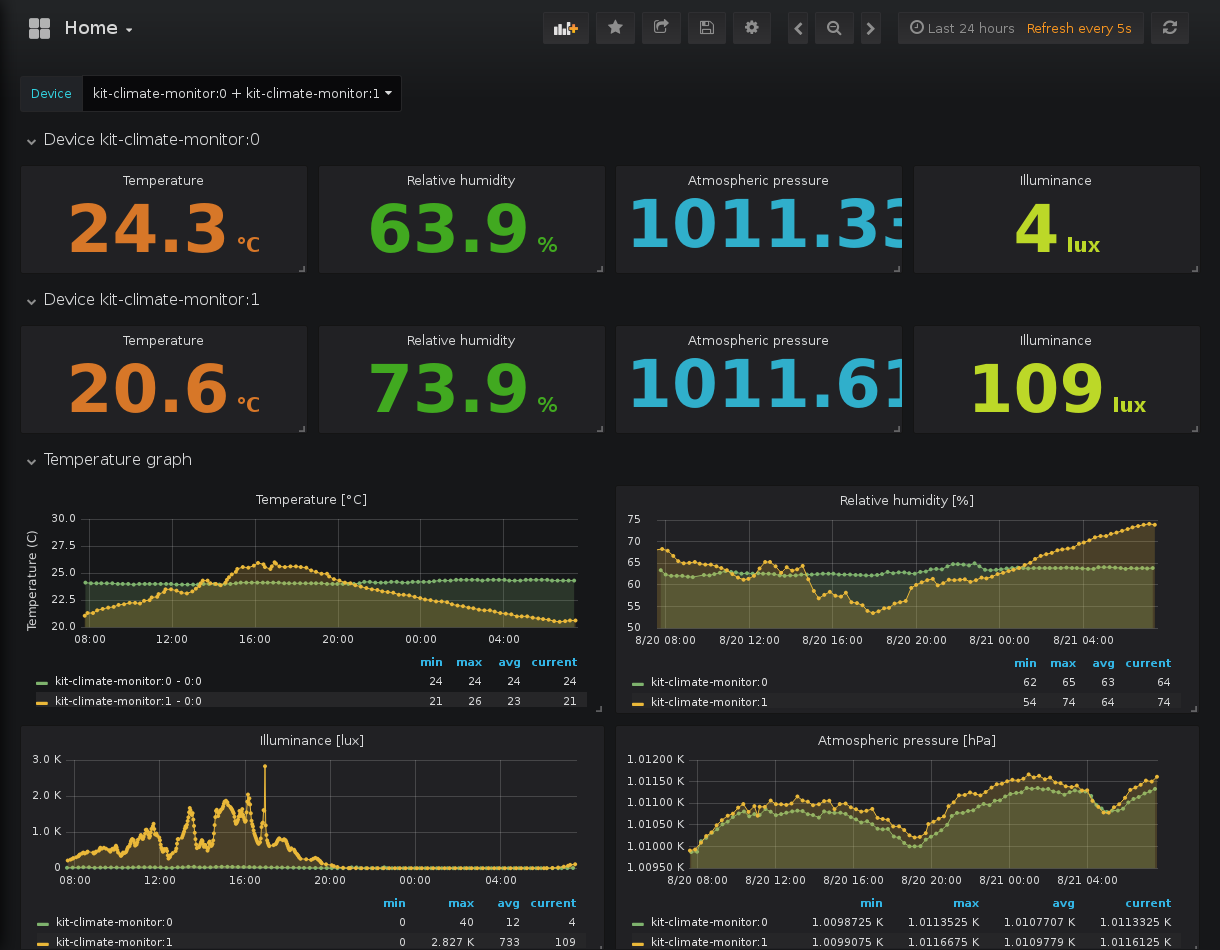 Home
Last 24 hours Refresh every 5s
Device kit-climate-monitor:0 + kit-climate-monitor:1
Device kit-climate-monitor:0
Temperature Relative humidity Atmospheric pressure Illuminance
24.3 °C 63.9 % 1011.33 4 lux
Device kit-climate-monitor:1
Temperature Relative humidity Atmospheric pressure Illuminance
20.6 °C 73.9 % 1011.61 109 lux
Temperature graph
Temperature [°C]
Temperature (C)
30.0
27.5
25.0
22.5
20.0
08:00 12:00 16:00 20:00 00:00 04:00
min max avg current
kit-climate-monitor:0 - 0:0 24 24 24 24
kit-climate-monitor:1 - 0:0 21 26 23 21
Relative humidity [%]
75
70
65
60
55
50
8/20 08:00 8/20 12:00 8/20 16:00 8/20 20:00 8/21 00:00 8/21 04:00
min max avg current
kit-climate-monitor:0 62 65 63 64
kit-climate-monitor:1 54 74 64 74
Illuminance [lux]
3.0 K
2.0 K
1.0 K
0
08:00 12:00 16:00 20:00 00:00 04:00
min max avg current
kit-climate-monitor:0 0 40 12 4
kit-climate-monitor:1 0 2.827 K 733 109
Atmospheric pressure [hPa]
1.01200 K
1.01150 K
1.01100 K
1.01050 K
1.01000 K
1.00950 K
8/20 08:00 8/20 12:00 8/20 16:00 8/20 20:00 8/21 00:00 8/21 04:00
min max avg current
kit-climate-monitor:0 1.0098725 K 1.0113525 K 1.0107707 K 1.0113325 K
kit-climate-monitor:1 1.0099075 K 1.0116675 K 1.0109779 K 1.0116125 K